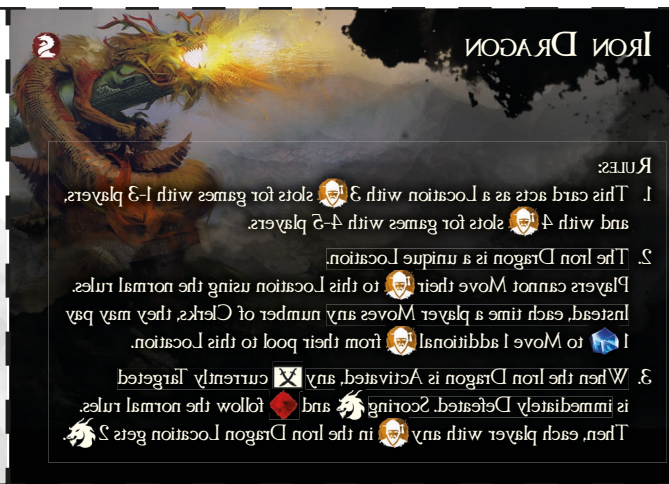 Iron Dragon
Rules:
1. This card acts as a Location with 3 slots for games with 1-3 players,
and with 4 slots for games with 4-5 players.
2. The Iron Dragon is a unique Location.
Players cannot Move their to this Location using the normal rules.
Instead, each time a player Moves any number of Clerks, they may pay
1 to Move 1 additional from their pool to this Location.
3. When the Iron Dragon is Activated, any currently Targeted
is immediately Defeated. Scoring and follow the normal rules.
Then, each player with any in the Iron Dragon Location gets 2 .